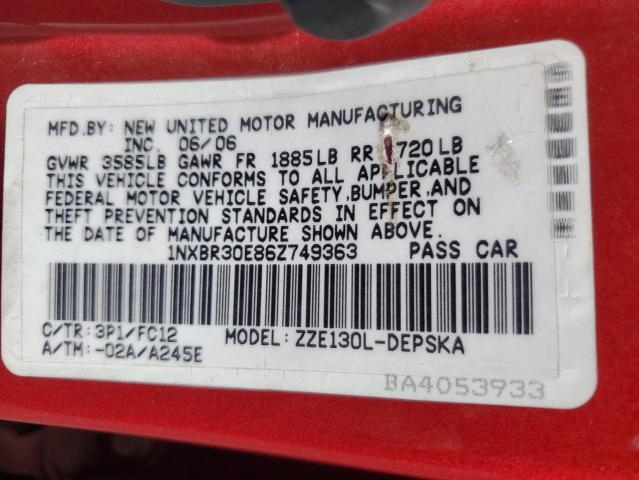 MFD.BY: NEW UNITED MOTOR MANUFACTURING
INC. 06/06
GVWR 3585LB GAWR FR 1885LB RR 1720LB
THIS VEHICLE CONFORMS TO ALL APPLICABLE
FEDERAL MOTOR VEHICLE SAFETY,BUMPER,AND
THEFT PREVENTION STANDARDS IN EFFECT ON
THE DATE OF MANUFACTURE SHOWN ABOVE.
1NXBR30E86Z749363 PASS CAR
C/TR: 3P1/FC12 MODEL: ZZE130L-DEPSKA
A/TM: -02A/A245E
BA4053933